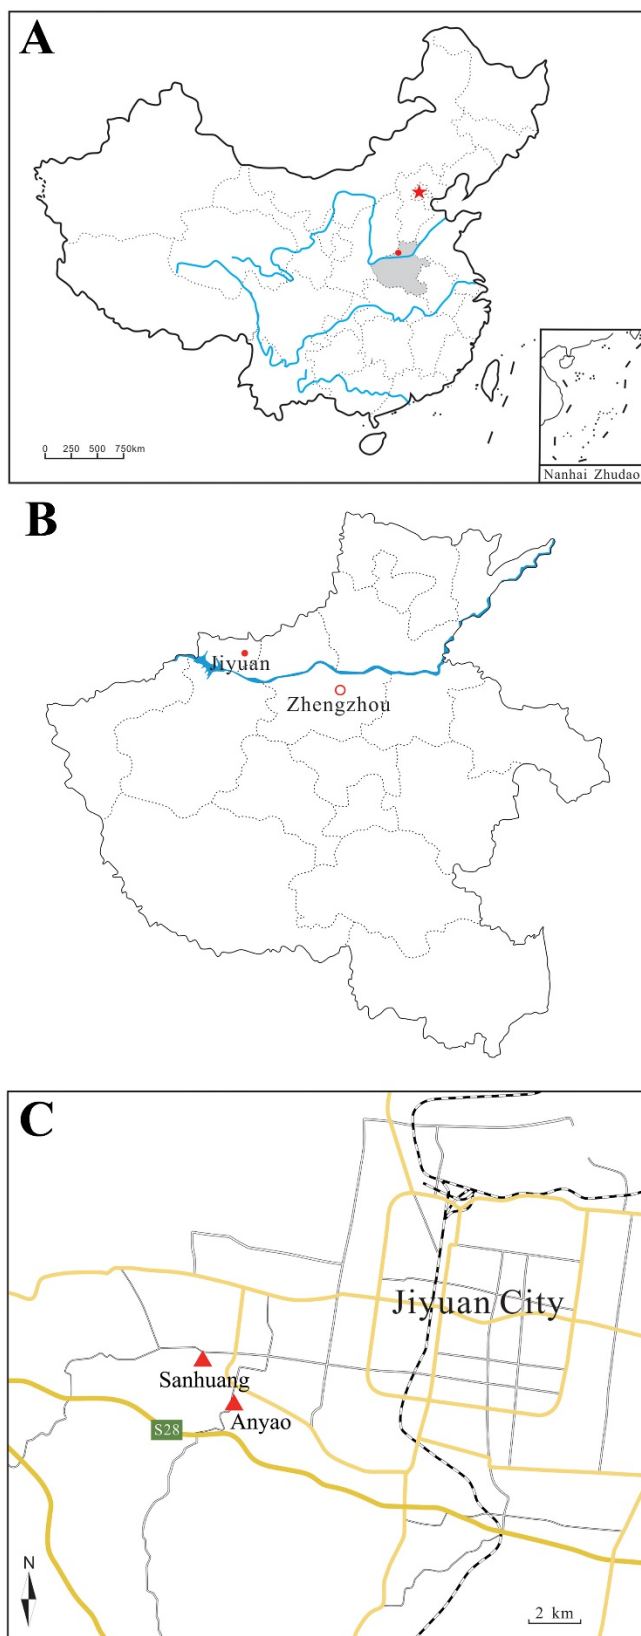 A
0 250 500 750km
Nanhai Zhudao
B
Jiyuan
Zhengzhou
C
Jiyuan City
Sanhuang
Anyao
S28
N
2 km